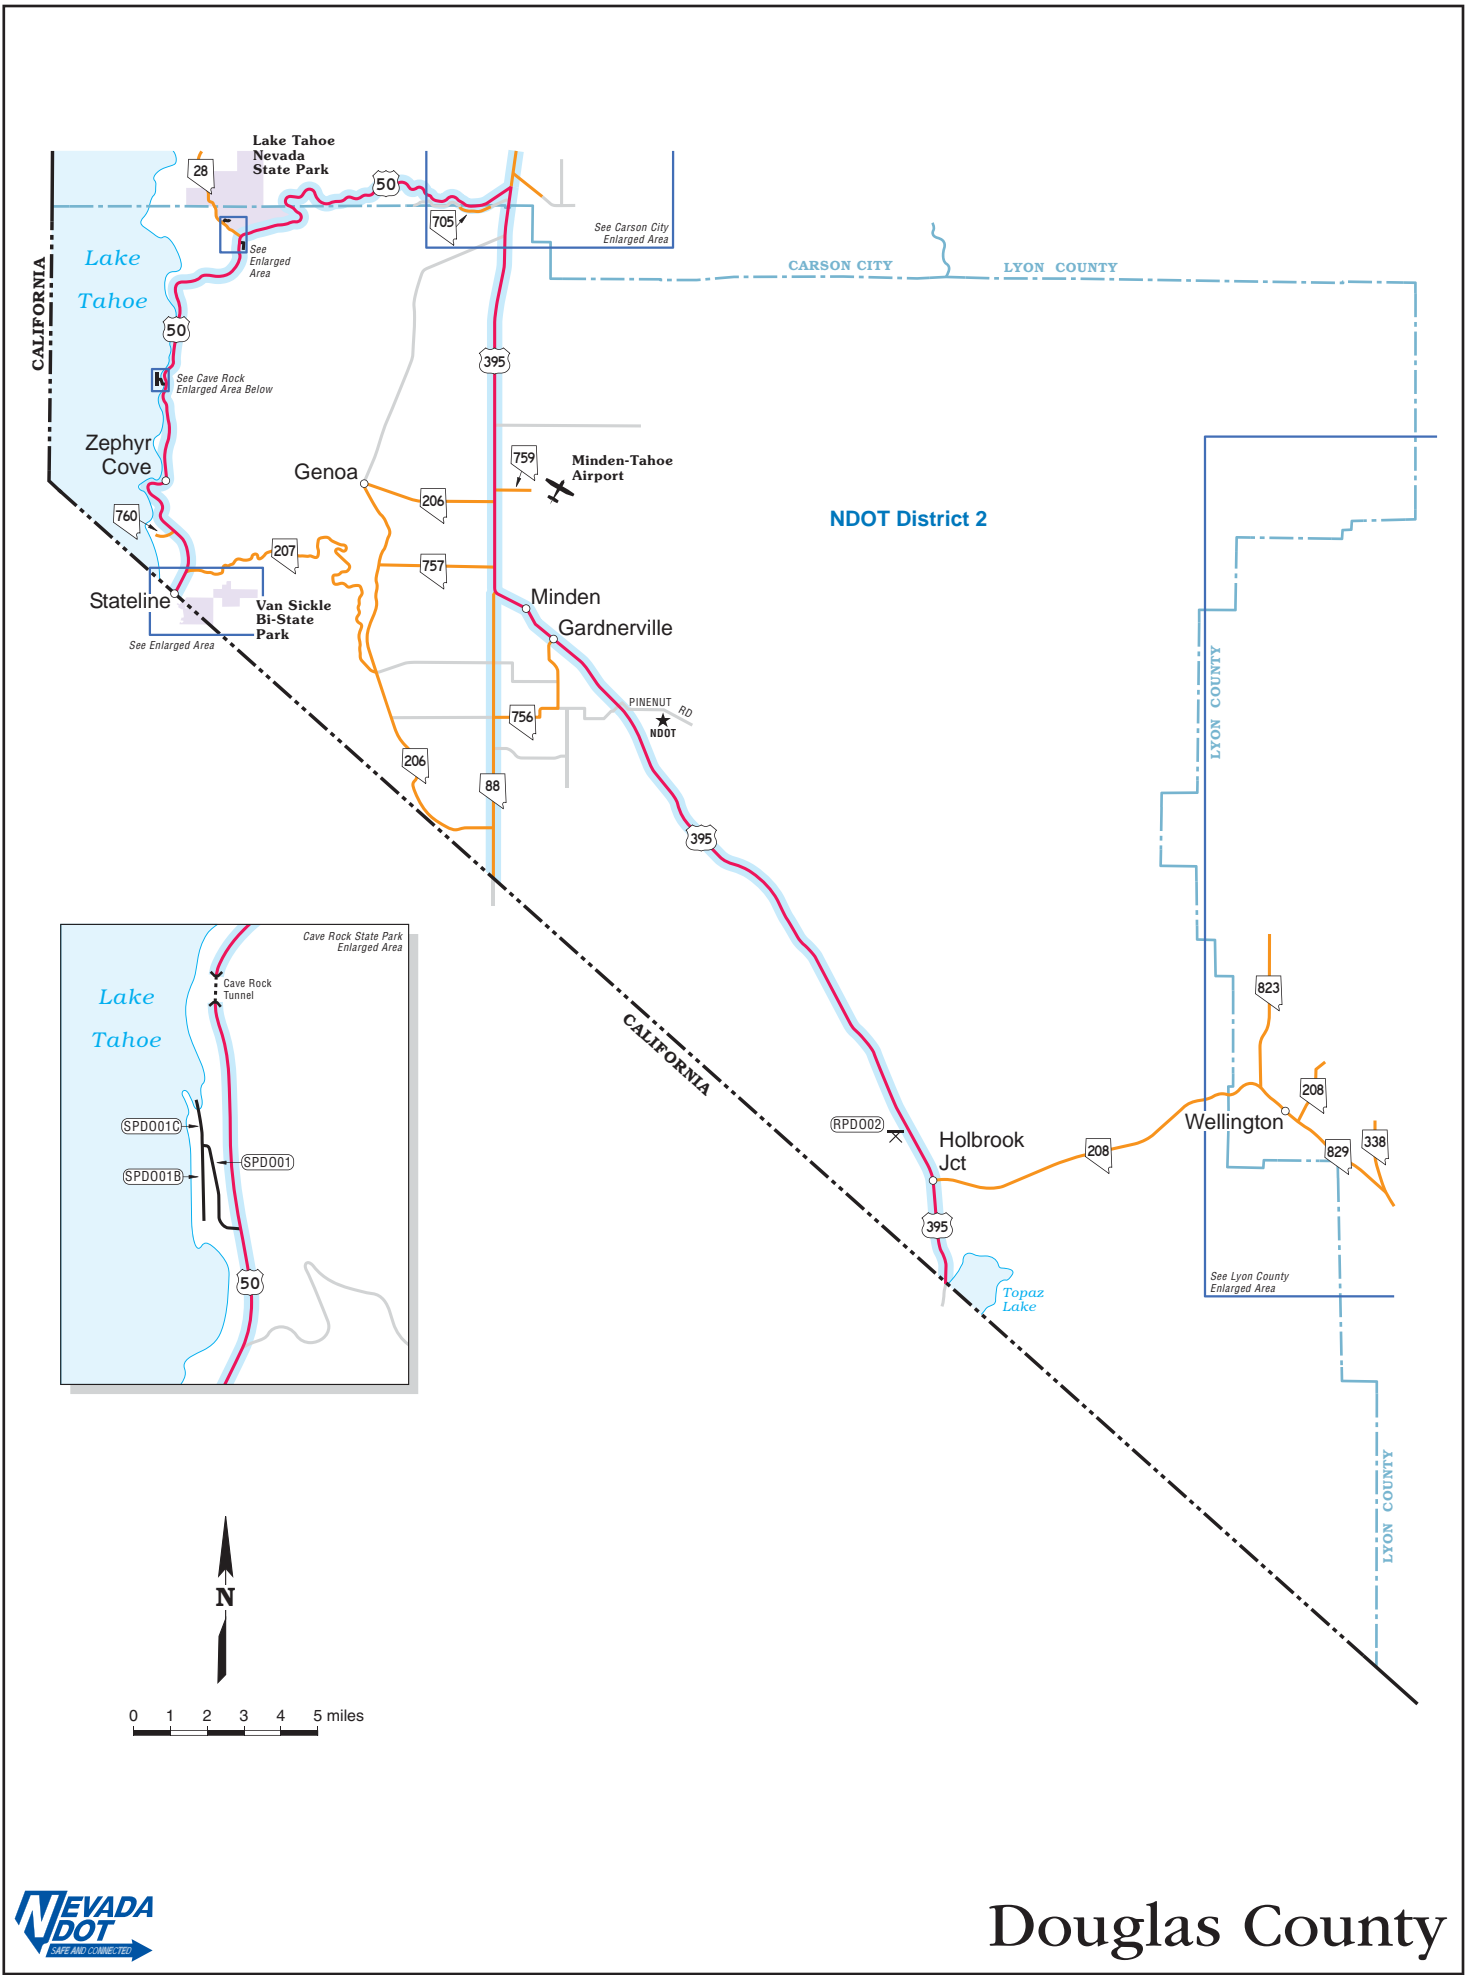 Lake Tahoe
Nevada
State Park
28
50
705
See Carson City
Enlarged Area
See
Enlarged
Area
Lake
Tahoe
CALIFORNIA
CARSON CITY
LYON COUNTY
50
395
See Cave Rock
Enlarged Area Below
Zephyr
Cove
Genoa
759
Minden-Tahoe
Airport
206
760
NDOT District 2
207
757
Stateline
Van Sickle
Bi-State
Park
See Enlarged Area
Minden
Gardnerville
LYON COUNTY
PINENUT RD
NDOT
756
206
88
395
Cave Rock State Park
Enlarged Area
Cave Rock
Tunnel
Lake
Tahoe
SPDO01C
SPDO01
SPDO01B
50
CALIFORNIA
823
208
Wellington
RPDO02
Holbrook
Jct
208
829
338
395
Topaz
Lake
See Lyon County
Enlarged Area
LYON COUNTY
N
0 1 2 3 4 5 miles
NEVADA
DOT
SAFE AND CONNECTED
Douglas County